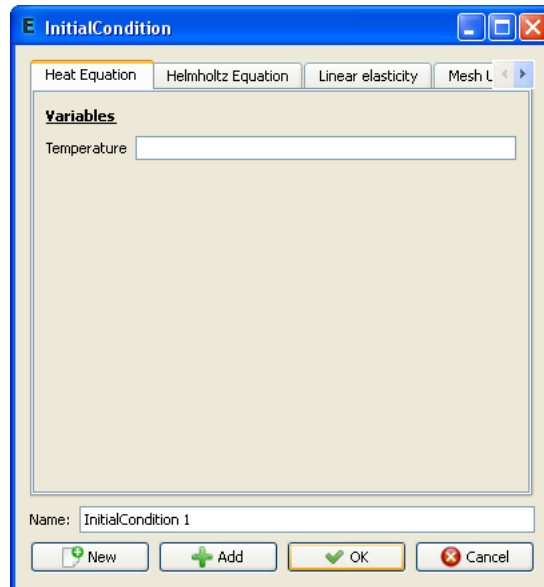 E InitialCondition
Heat Equation Helmholtz Equation Linear elasticity Mesh U
Variables
Temperature
Name: InitialCondition 1
New Add OK Cancel